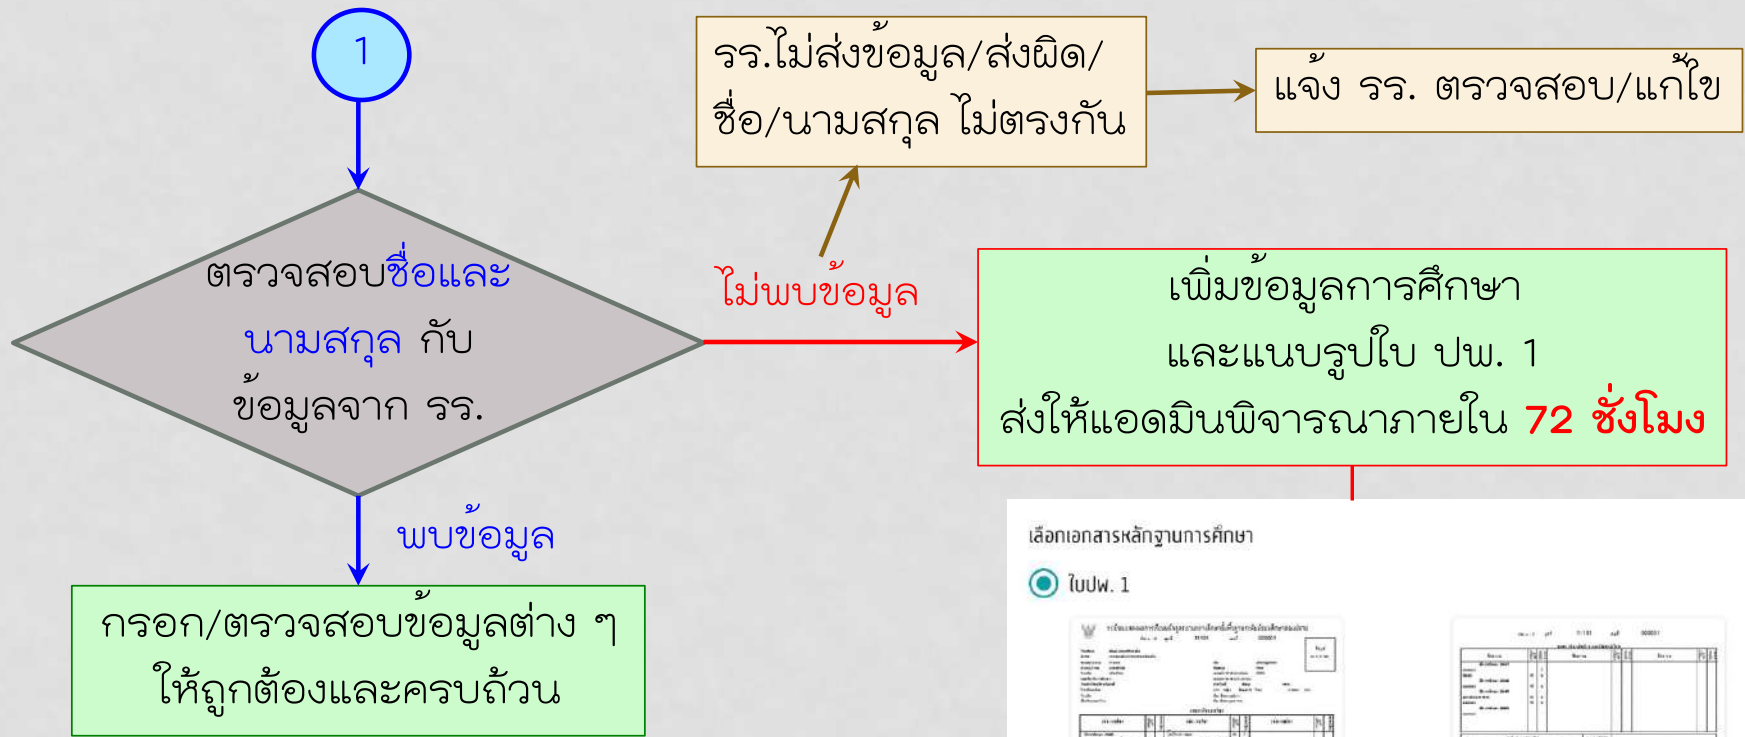 1
รร.ไม่ส่งข้อมูล/ส่งผิด/
ชื่อ/นามสกุล ไม่ตรงกัน
แจ้ง รร. ตรวจสอบ/แก้ไข
ตรวจสอบชื่อและ
นามสกุล กับ
ข้อมูลจาก รร.
ไม่พบข้อมูล
เพิ่มข้อมูลการศึกษา
และแนบรูปใบ ปพ. 1
ส่งให้แอดมินพิจารณาภายใน 72 ชั่งโมง
พบข้อมูล
กรอก/ตรวจสอบข้อมูลต่าง ๆ
ให้ถูกต้องและครบถ้วน
เลือกเอกสารหลักฐานการศึกษา
ใบปพ. 1